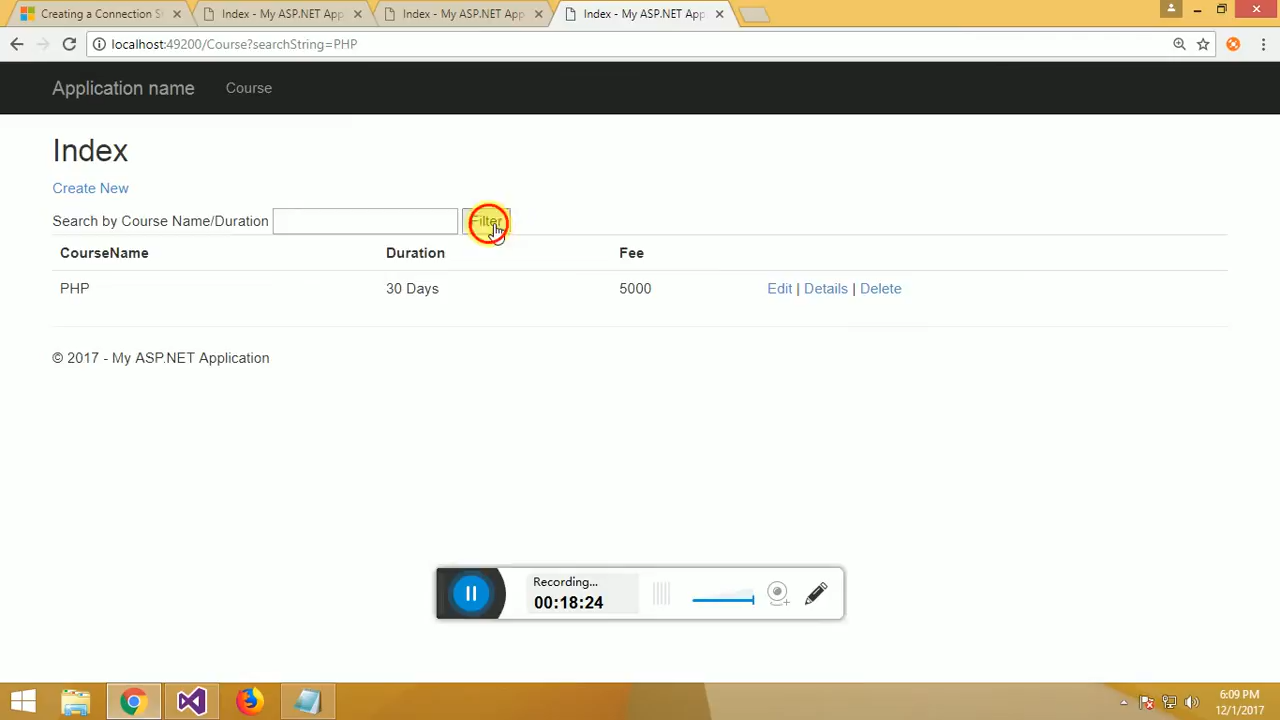 Creating a Connection S
Index - My ASP.NET App
Index - My ASP.NET App
Index - My ASP.NET App
localhost:49200/Course?searchString=PHP
Application name
Course
Index
Create New
Search by Course Name/Duration
Filter
CourseName Duration Fee
PHP 30 Days 5000 Edit | Details | Delete
© 2017 - My ASP.NET Application
Recording...
00:18:24
6:09 PM
12/1/2017